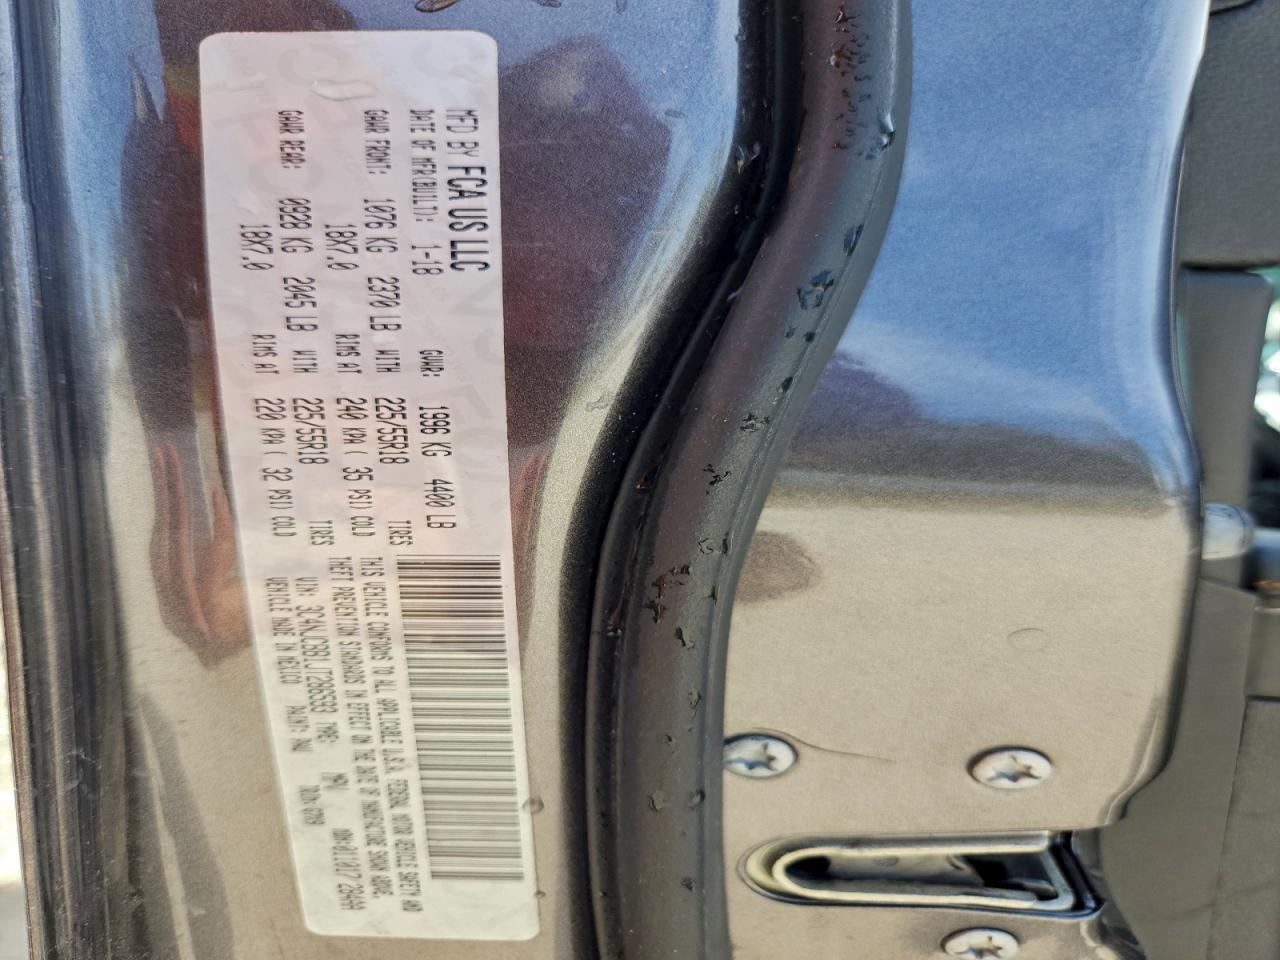 MFD BY FCA US LLC
DATE OF MFR(BUILT): 1-18 GVWR: 1996 KG 4400 LB
GAWR FRONT: 1076 KG 2370 LB WITH 225/55R18 TIRES
18X7.0 RIMS AT 240 KPA ( 35 PSI) COLD
GAWR REAR: 0928 KG 2045 LB WITH 225/55R18 TIRES
18X7.0 RIMS AT 220 KPA ( 32 PSI) COLD
THIS VEHICLE CONFORMS TO ALL APPLICABLE U.S.A. FEDERAL MOTOR VEHICLE SAFETY AND
THEFT PREVENTION STANDARDS IN EFFECT ON THE DATE OF MANUFACTURE SHOWN ABOVE.
VIN: 3C4NJCBB1JT286593 TYPE: MPV
VEHICLE MADE IN MEXICO PAINT: PAU